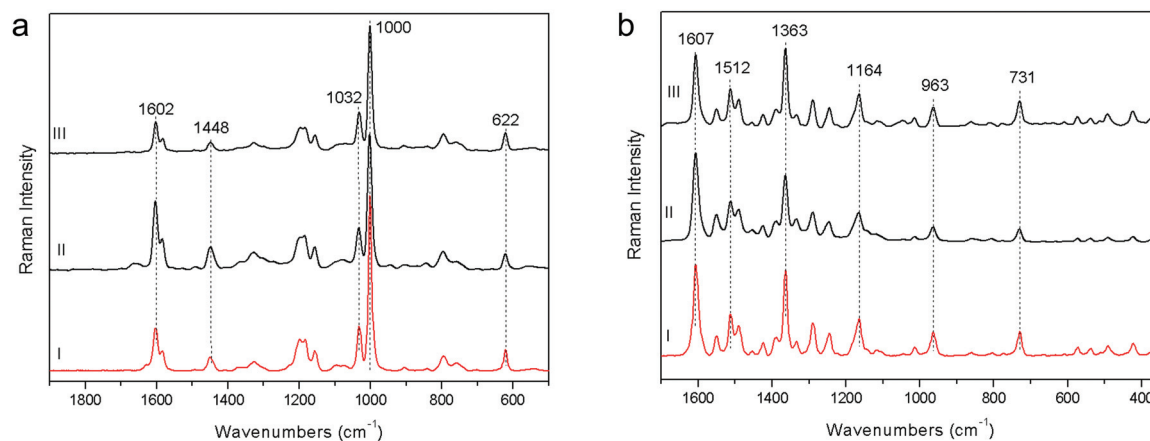 a
1000
1602
1448
1032
622
III
II
I
Raman Intensity
1800 1600 1400 1200 1000 800 600
Wavenumbers (cm⁻¹)
b
1607
1512
1363
1164
963
731
III
II
I
Raman Intensity
1600 1400 1200 1000 800 600 400
Wavenumbers (cm⁻¹)